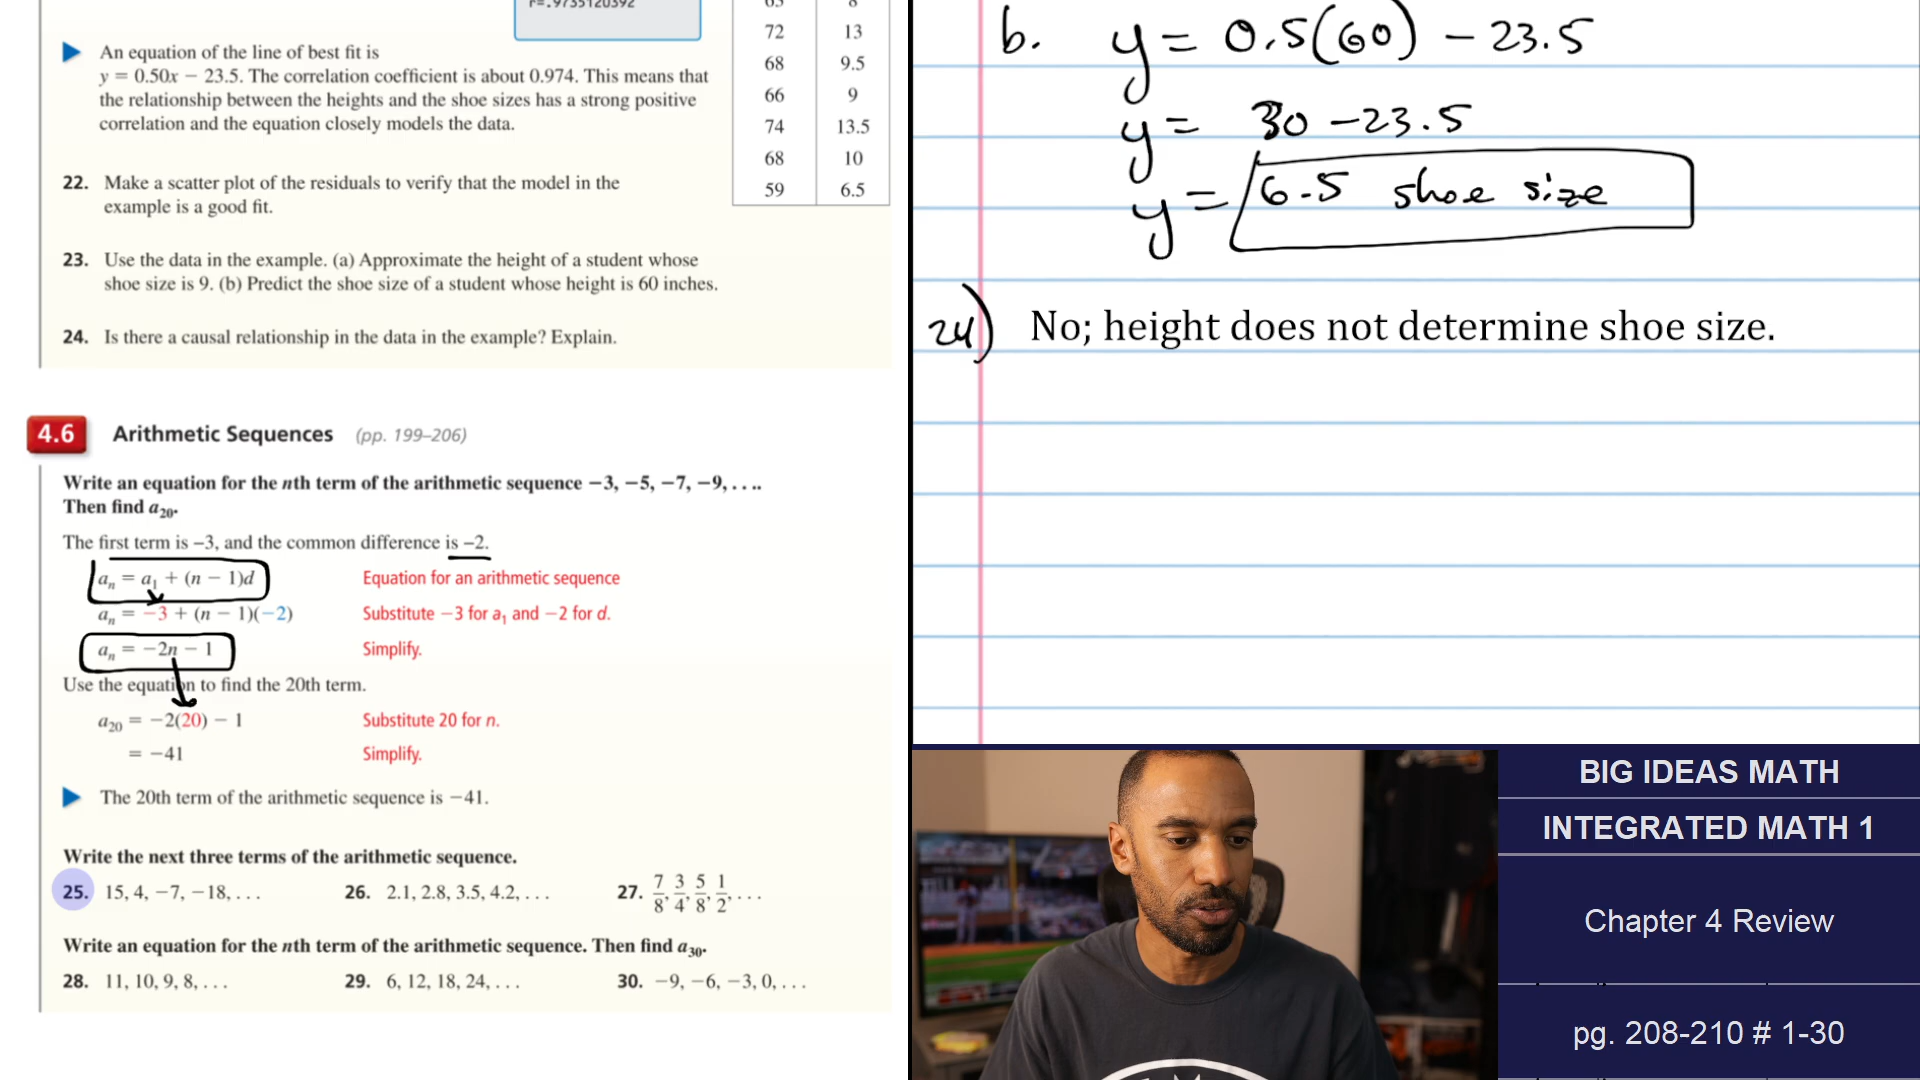 r=.9735120392
65 8
72 13
68 9.5
66 9
74 13.5
68 10
59 6.5
An equation of the line of best fit is
y = 0.50x − 23.5. The correlation coefficient is about 0.974. This means that
the relationship between the heights and the shoe sizes has a strong positive
correlation and the equation closely models the data.
22. Make a scatter plot of the residuals to verify that the model in the
example is a good fit.
23. Use the data in the example. (a) Approximate the height of a student whose
shoe size is 9. (b) Predict the shoe size of a student whose height is 60 inches.
24. Is there a causal relationship in the data in the example? Explain.
4.6 Arithmetic Sequences (pp. 199–206)
Write an equation for the nth term of the arithmetic sequence −3, −5, −7, −9, . . ..
Then find a₂₀.
The first term is −3, and the common difference is −2.
aₙ = a₁ + (n − 1)d Equation for an arithmetic sequence
aₙ = −3 + (n − 1)(−2) Substitute −3 for a₁ and −2 for d.
aₙ = −2n − 1 Simplify.
Use the equation to find the 20th term.
a₂₀ = −2(20) − 1 Substitute 20 for n.
= −41 Simplify.
The 20th term of the arithmetic sequence is −41.
Write the next three terms of the arithmetic sequence.
25. 15, 4, −7, −18, . . . 26. 2.1, 2.8, 3.5, 4.2, . . . 27. 7/8, 3/4, 5/8, 1/2, . . .
Write an equation for the nth term of the arithmetic sequence. Then find a₃₀.
28. 11, 10, 9, 8, . . . 29. 6, 12, 18, 24, . . . 30. −9, −6, −3, 0, . . .
b. y = 0.5(60) − 23.5
y = 30 − 23.5
y = 6.5 shoe size
24) No; height does not determine shoe size.
BIG IDEAS MATH
INTEGRATED MATH 1
Chapter 4 Review
pg. 208-210 # 1-30